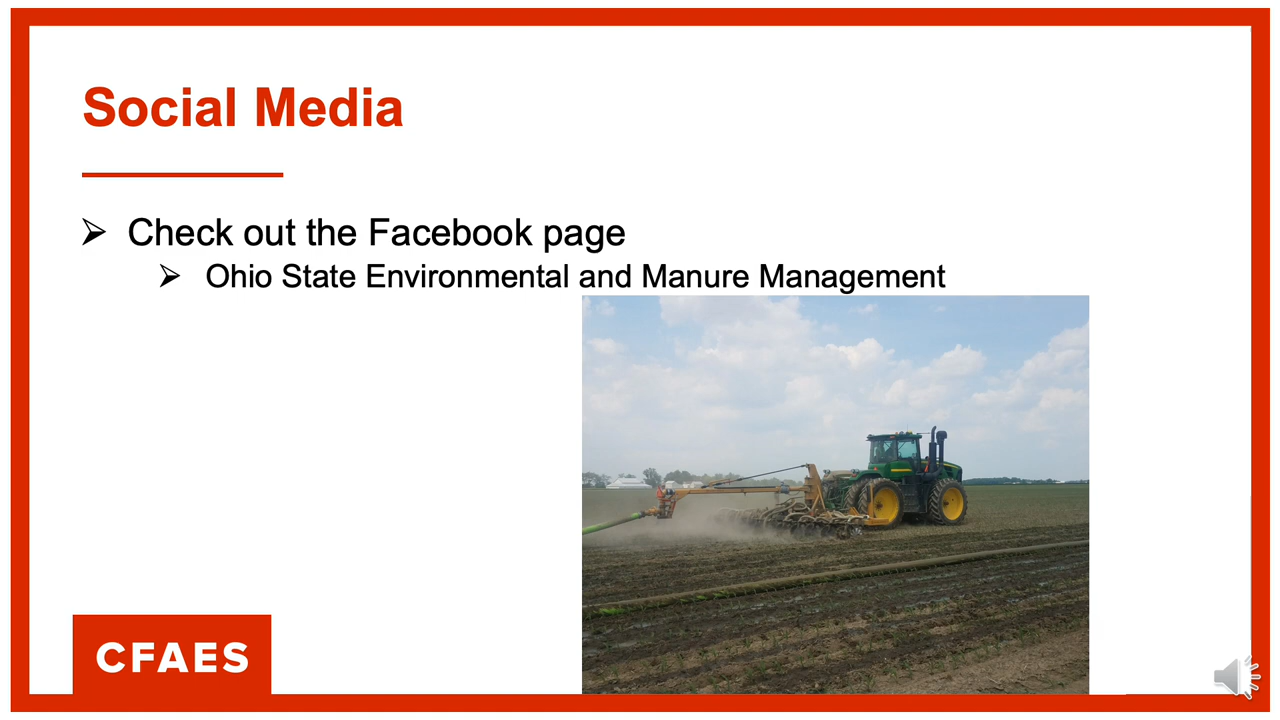 Social Media
Check out the Facebook page
Ohio State Environmental and Manure Management
CFAES